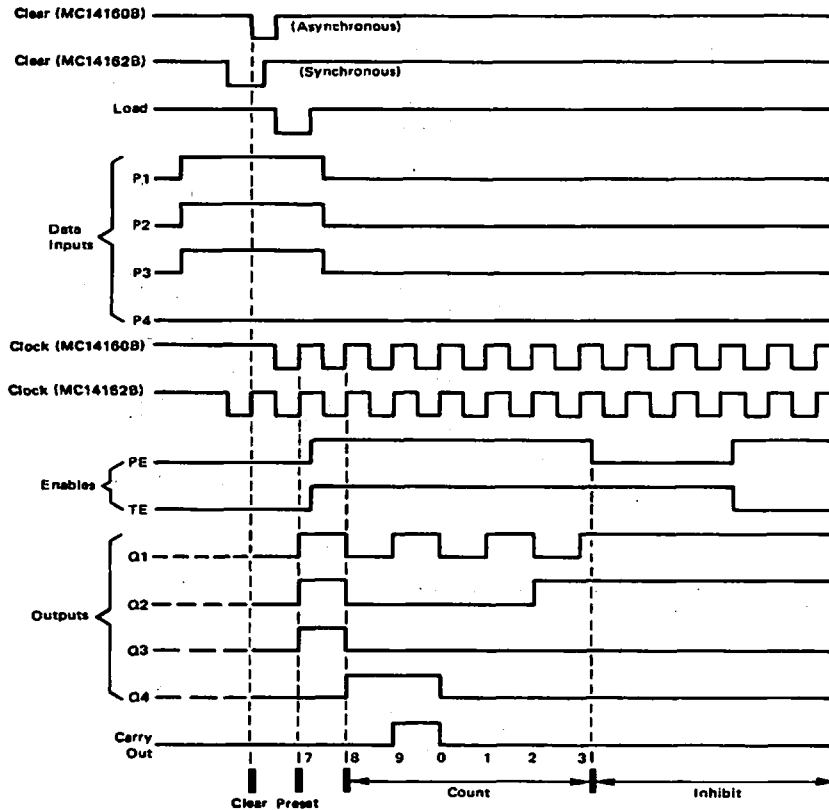 Clear (MC14160B)
(Asynchronous)
Clear (MC14162B)
(Synchronous)
Load
P1
P2
Data
Inputs
P3
P4
Clock (MC14160B)
Clock (MC14162B)
PE
Enables
TE
Q1
Q2
Outputs
Q3
Q4
Carry
Out
7 8 9 0 1 2 3
Clear Preset Count Inhibit